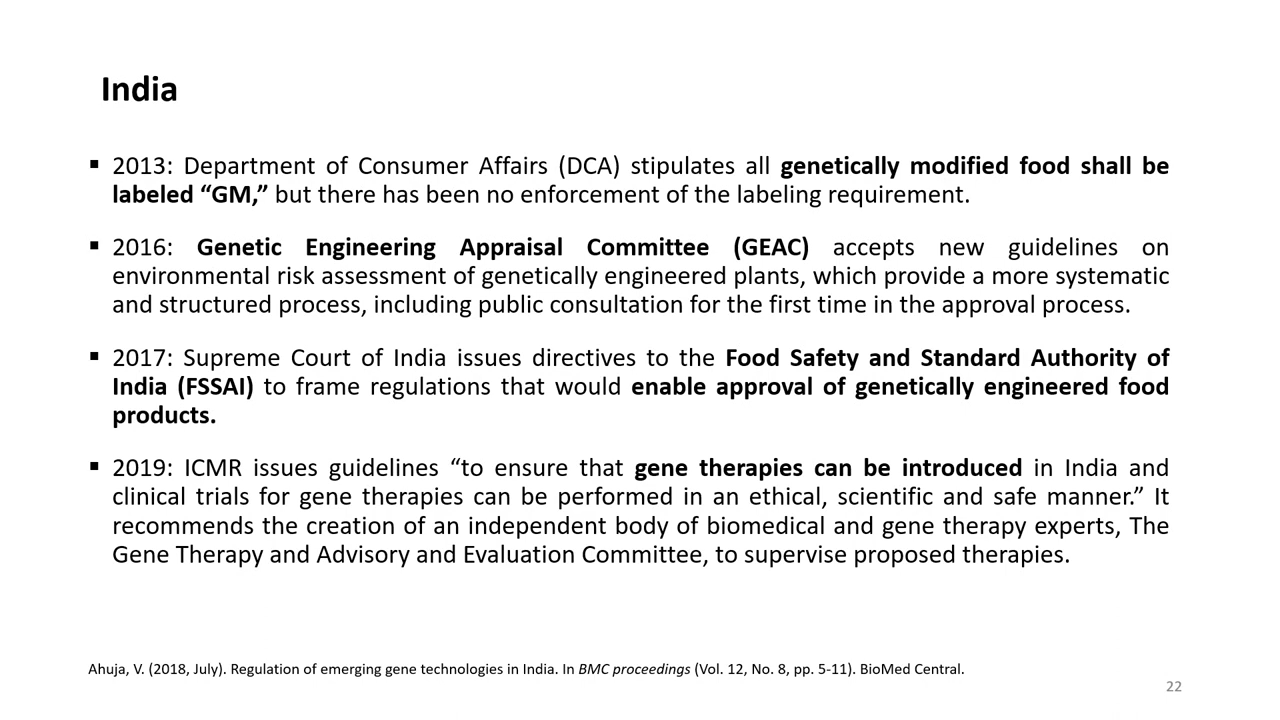 India
▪ 2013: Department of Consumer Affairs (DCA) stipulates all genetically modified food shall be
labeled “GM,” but there has been no enforcement of the labeling requirement.
▪ 2016: Genetic Engineering Appraisal Committee (GEAC) accepts new guidelines on
environmental risk assessment of genetically engineered plants, which provide a more systematic
and structured process, including public consultation for the first time in the approval process.
▪ 2017: Supreme Court of India issues directives to the Food Safety and Standard Authority of
India (FSSAI) to frame regulations that would enable approval of genetically engineered food
products.
▪ 2019: ICMR issues guidelines “to ensure that gene therapies can be introduced in India and
clinical trials for gene therapies can be performed in an ethical, scientific and safe manner.” It
recommends the creation of an independent body of biomedical and gene therapy experts, The
Gene Therapy and Advisory and Evaluation Committee, to supervise proposed therapies.
Ahuja, V. (2018, July). Regulation of emerging gene technologies in India. In BMC proceedings (Vol. 12, No. 8, pp. 5-11). BioMed Central.
22